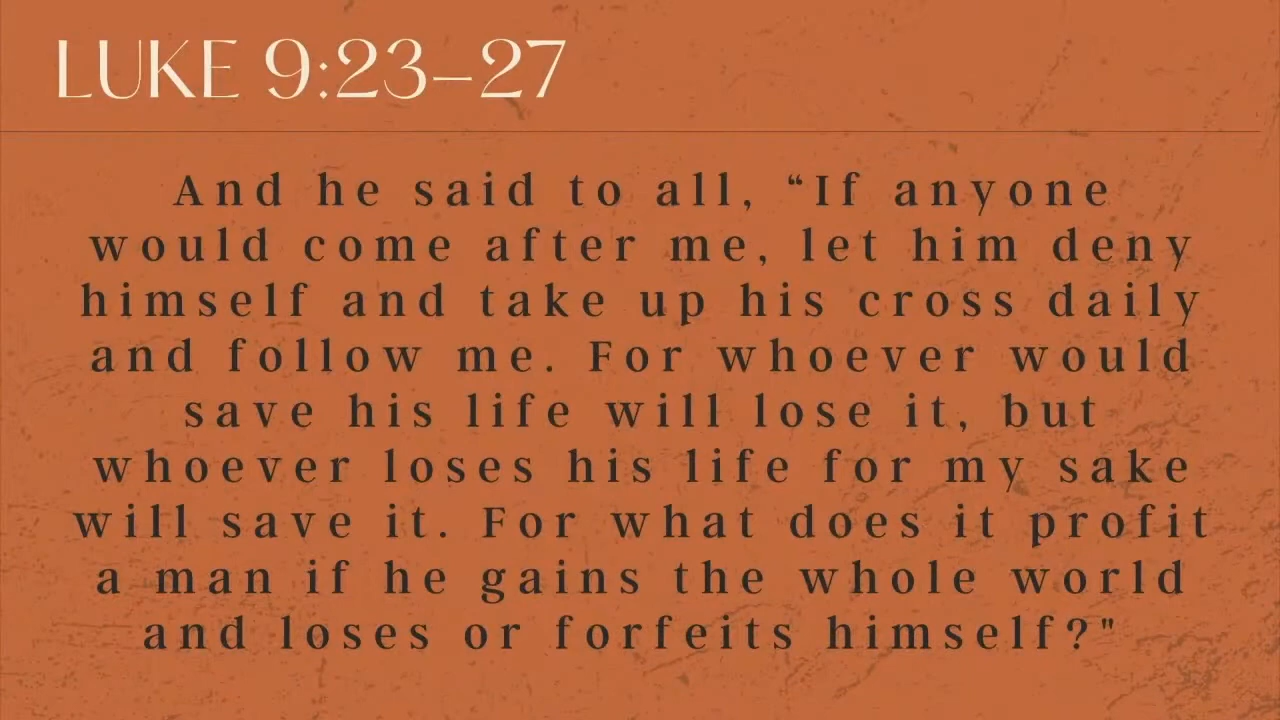 LUKE 9:23–27
And he said to all, “If anyone
would come after me, let him deny
himself and take up his cross daily
and follow me. For whoever would
save his life will lose it, but
whoever loses his life for my sake
will save it. For what does it profit
a man if he gains the whole world
and loses or forfeits himself?"